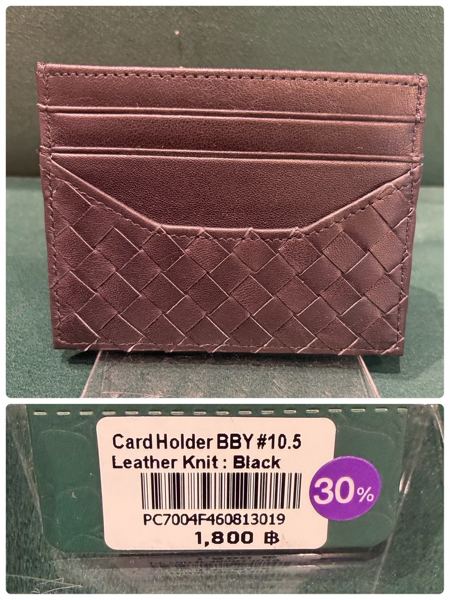 Card Holder BBY #10.5
Leather Knit : Black
30%
PC7004F460813019
1,800 ฿